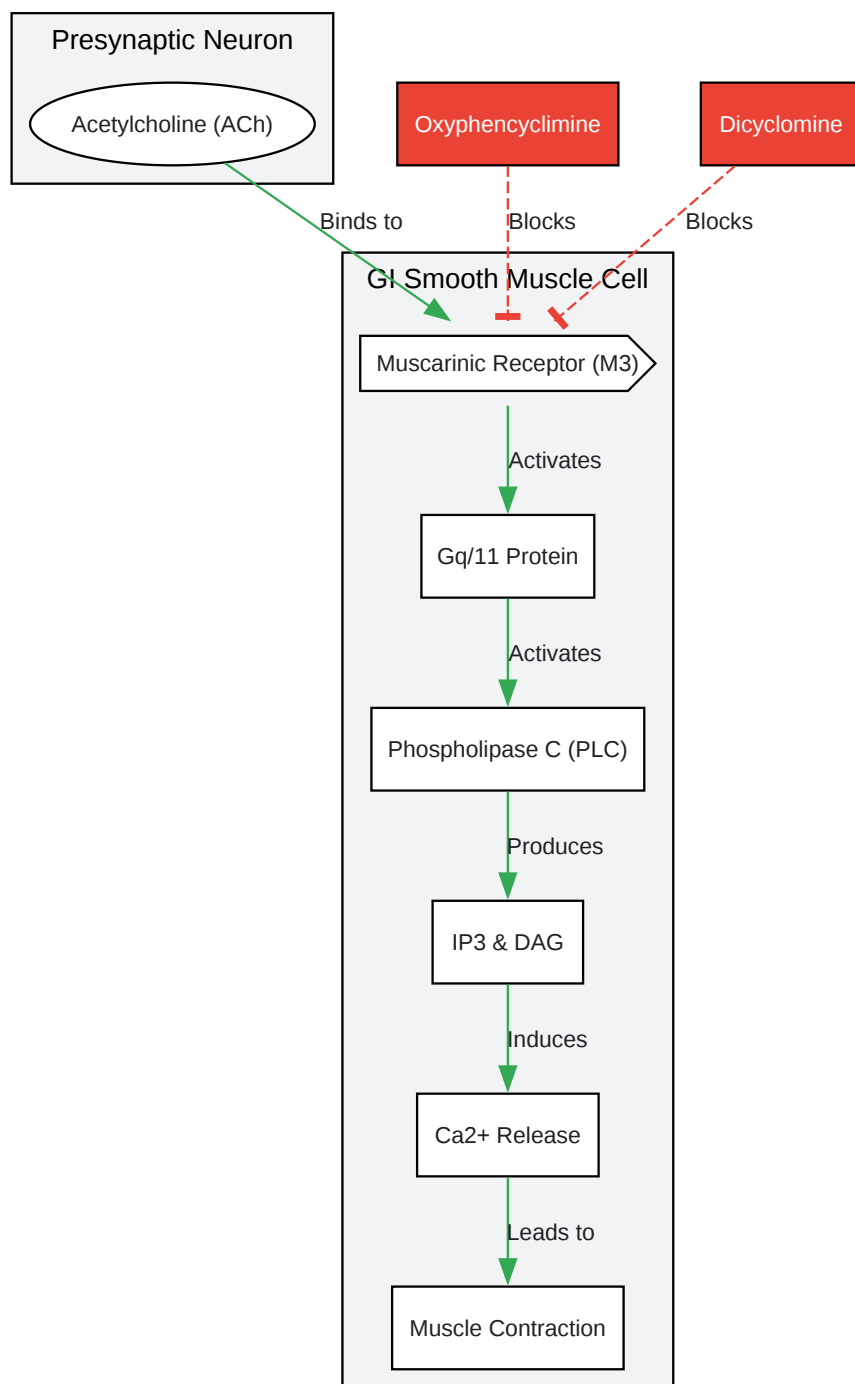 Presynaptic Neuron
Acetylcholine (ACh)
Oxyphencyclimine
Dicyclomine
Binds to
Blocks
Blocks
GI Smooth Muscle Cell
Muscarinic Receptor (M3)
Activates
Gq/11 Protein
Activates
Phospholipase C (PLC)
Produces
IP3 & DAG
Induces
Ca2+ Release
Leads to
Muscle Contraction